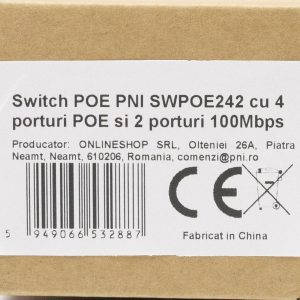 Switch POE PNI SWPOE242 cu 4
porturi POE si 2 porturi 100Mbps
Producator: ONLINESHOP SRL, Olteniei 26A, Piatra
Neamt, Neamt, 610206, Romania, comenzi@pni.ro
CE
5 949066 532887
Fabricat in China